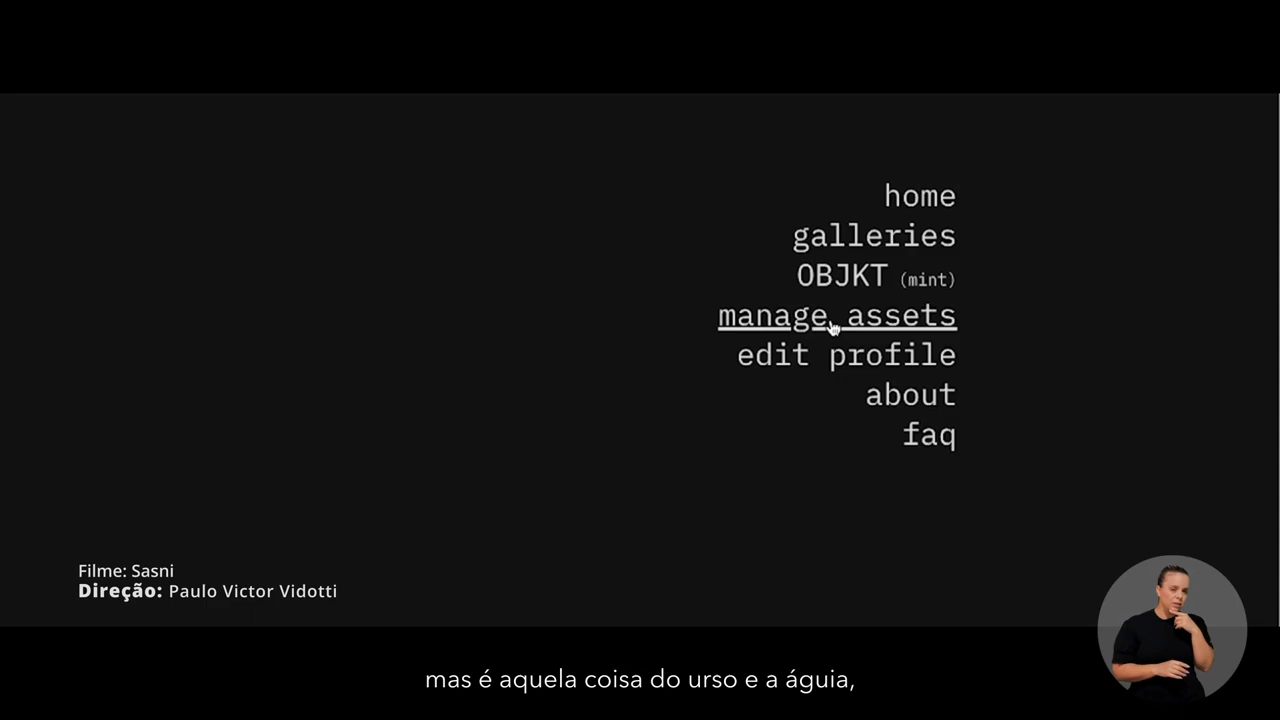 home
galleries
OBJKT (mint)
manage assets
edit profile
about
faq
Filme: Sasni
Direção: Paulo Victor Vidotti
mas é aquela coisa do urso e a águia,